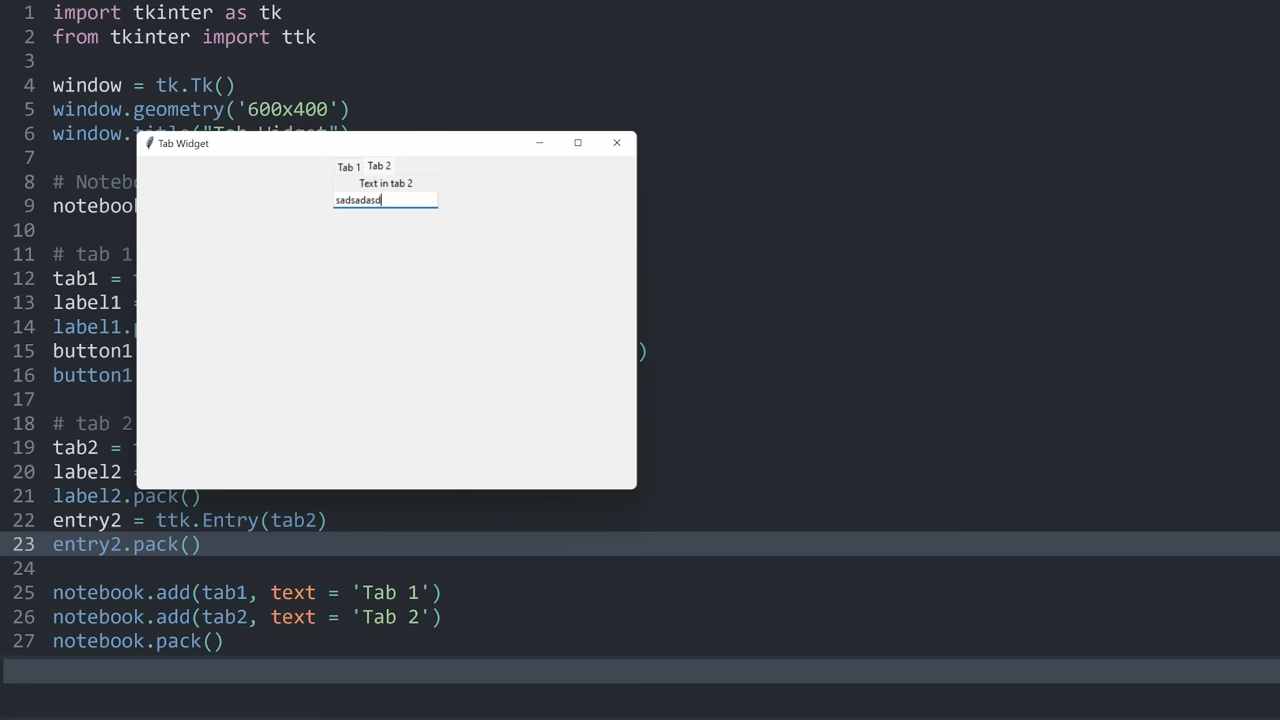 1 import tkinter as tk
2 from tkinter import ttk
3
4 window = tk.Tk()
5 window.geometry('600x400')
6 window.title("Tab Widget")
Tab Widget
Tab 1 Tab 2
Text in tab 2
sadsadasd
7
8 # Notebo
9 notebook
10
11 # tab 1
12 tab1 =
13 label1 =
14 label1.p
15 button1 )
16 button1
17
18 # tab 2
19 tab2 =
20 label2 =
21 label2.pack()
22 entry2 = ttk.Entry(tab2)
23 entry2.pack()
24
25 notebook.add(tab1, text = 'Tab 1')
26 notebook.add(tab2, text = 'Tab 2')
27 notebook.pack()